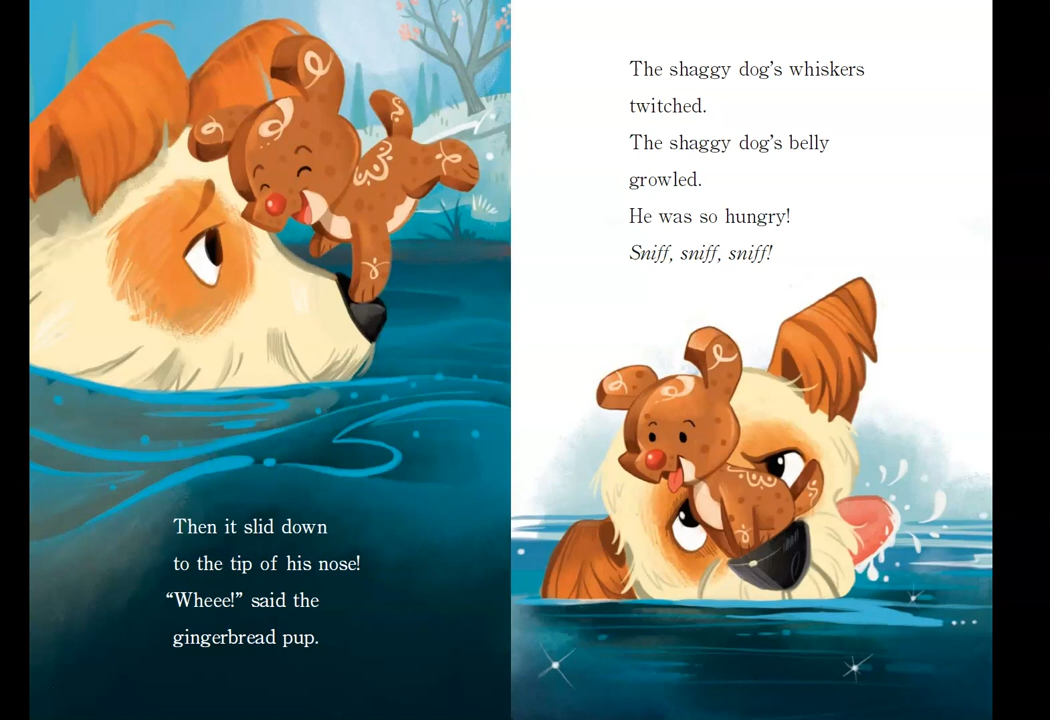 Then it slid down
to the tip of his nose!
“Wheee!” said the
gingerbread pup.
The shaggy dog’s whiskers
twitched.
The shaggy dog’s belly
growled.
He was so hungry!
Sniff, sniff, sniff!